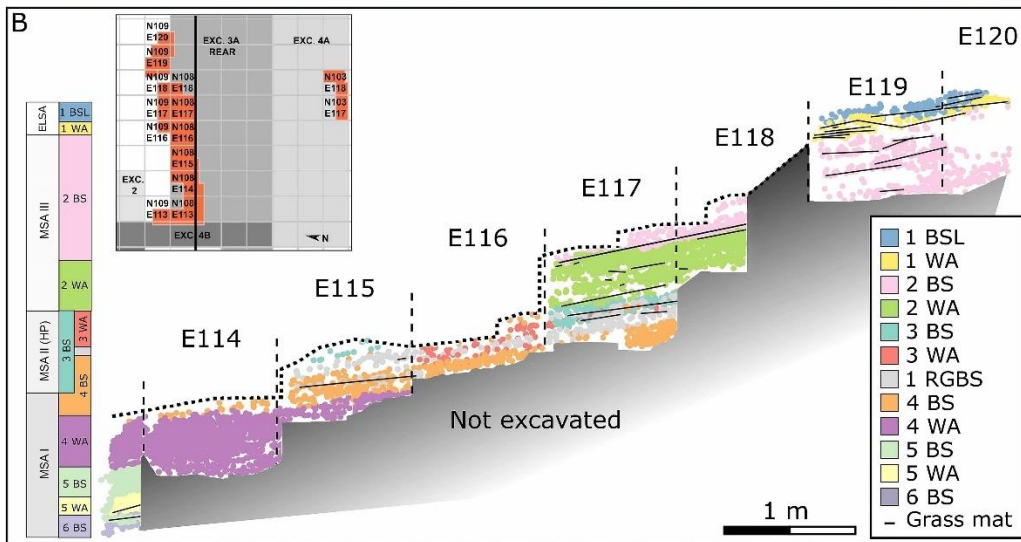 B
N109
E120
N109
E119
N109
E118
N108
E118
N109
E117
N108
E117
N109
E116
N108
E116
N108
E115
N108
E114
N109
E113
N108
E113
EXC. 3A
REAR
EXC. 4A
N103
E118
N103
E117
EXC.
2
EXC. 4B
N
E120
E119
E118
E117
E116
E115
E114
ELSA
1 BSL
1 WA
MSA III
2 BS
2 WA
MSA II (HP)
3 BS
3 WA
4 BS
MSA I
4 WA
5 BS
5 WA
6 BS
Not excavated
1 m
1 BSL
1 WA
2 BS
2 WA
3 BS
3 WA
1 RGBS
4 BS
4 WA
5 BS
5 WA
6 BS
Grass mat